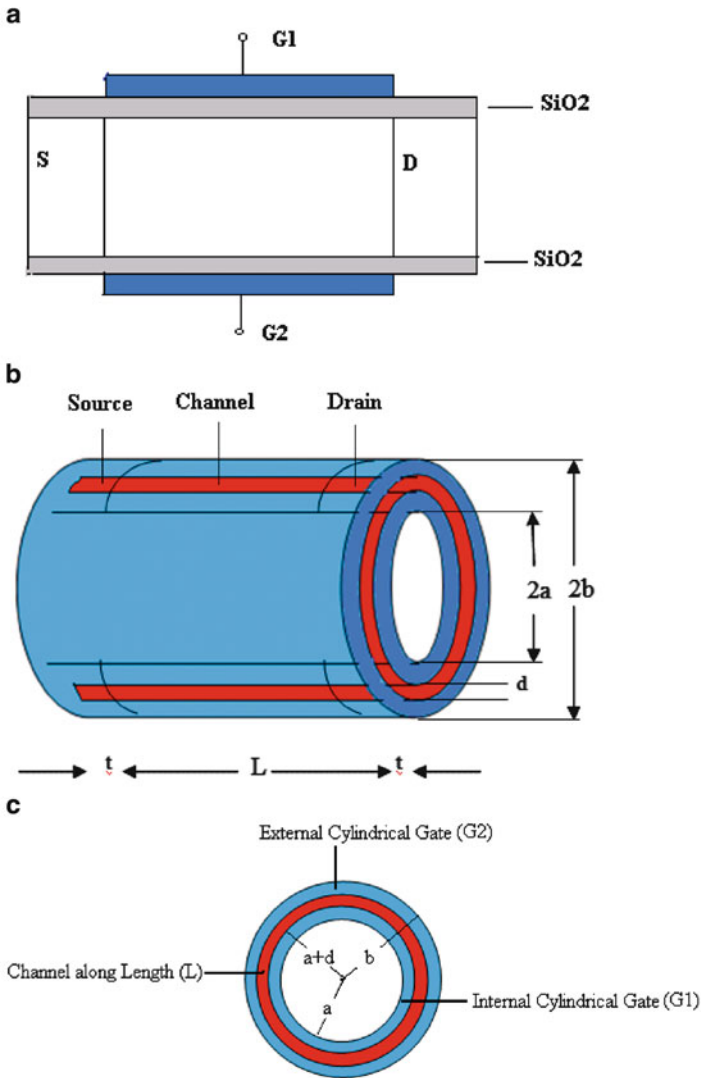 a
G1
SiO2
S
D
SiO2
G2
b
Source Channel Drain
2a
2b
d
t L t
c
External Cylindrical Gate (G2)
a+d
b
Channel along Length (L)
a
Internal Cylindrical Gate (G1)